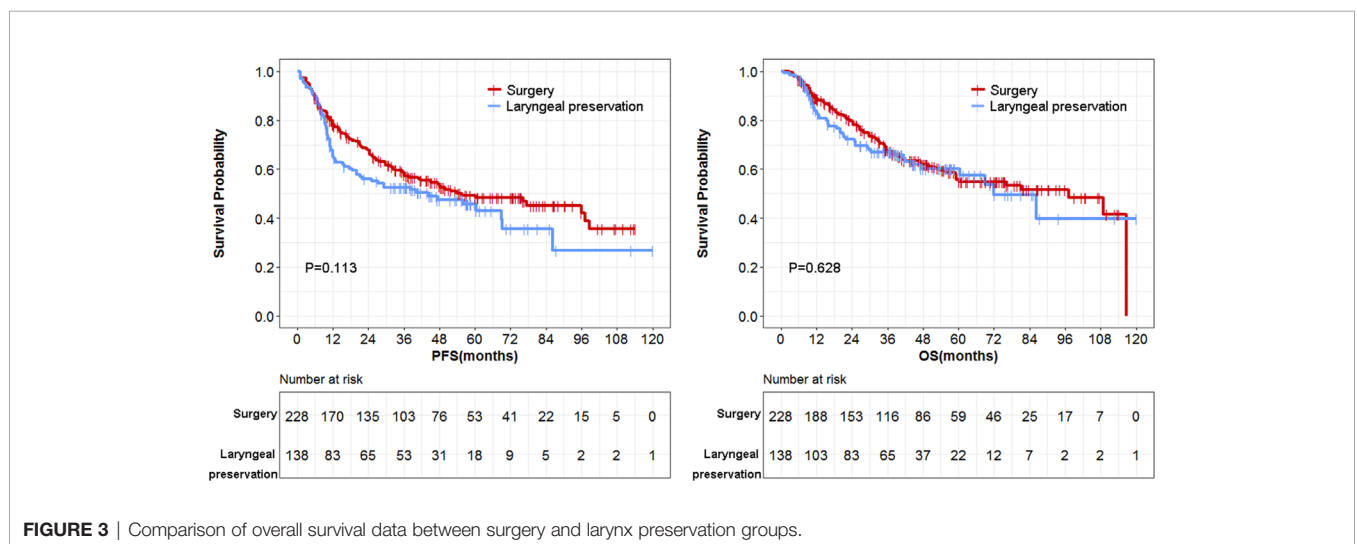 Survival Probability
1.0
0.8
0.6
0.4
0.2
0.0
Surgery
Laryngeal preservation
P=0.113
0 12 24 36 48 60 72 84 96 108 120
PFS(months)
Number at risk
Surgery 228 170 135 103 76 53 41 22 15 5 0
Laryngeal preservation 138 83 65 53 31 18 9 5 2 2 1
Survival Probability
1.0
0.8
0.6
0.4
0.2
0.0
Surgery
Laryngeal preservation
P=0.628
0 12 24 36 48 60 72 84 96 108 120
OS(months)
Number at risk
Surgery 228 188 153 116 86 59 46 25 17 7 0
Laryngeal preservation 138 103 83 65 37 22 12 7 2 2 1
FIGURE 3 | Comparison of overall survival data between surgery and larynx preservation groups.